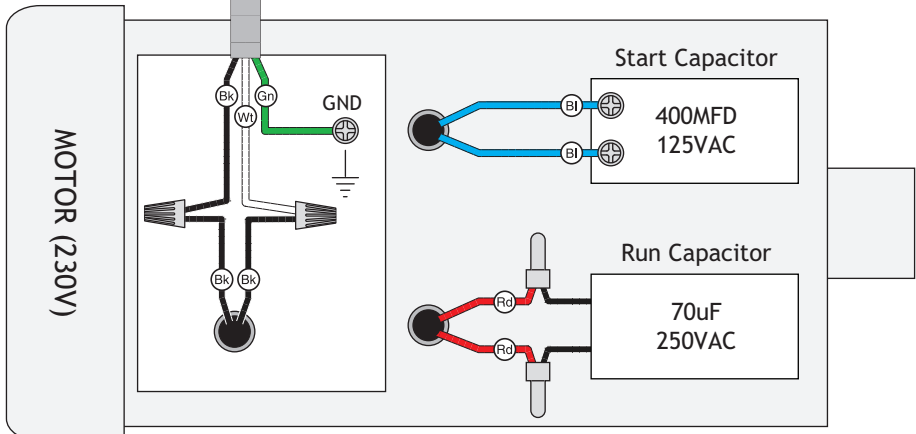 MOTOR (230V)
Bk
Wt
Gn
GND
Bk
Bk
Start Capacitor
Bl
Bl
400MFD
125VAC
Run Capacitor
Rd
Rd
70uF
250VAC